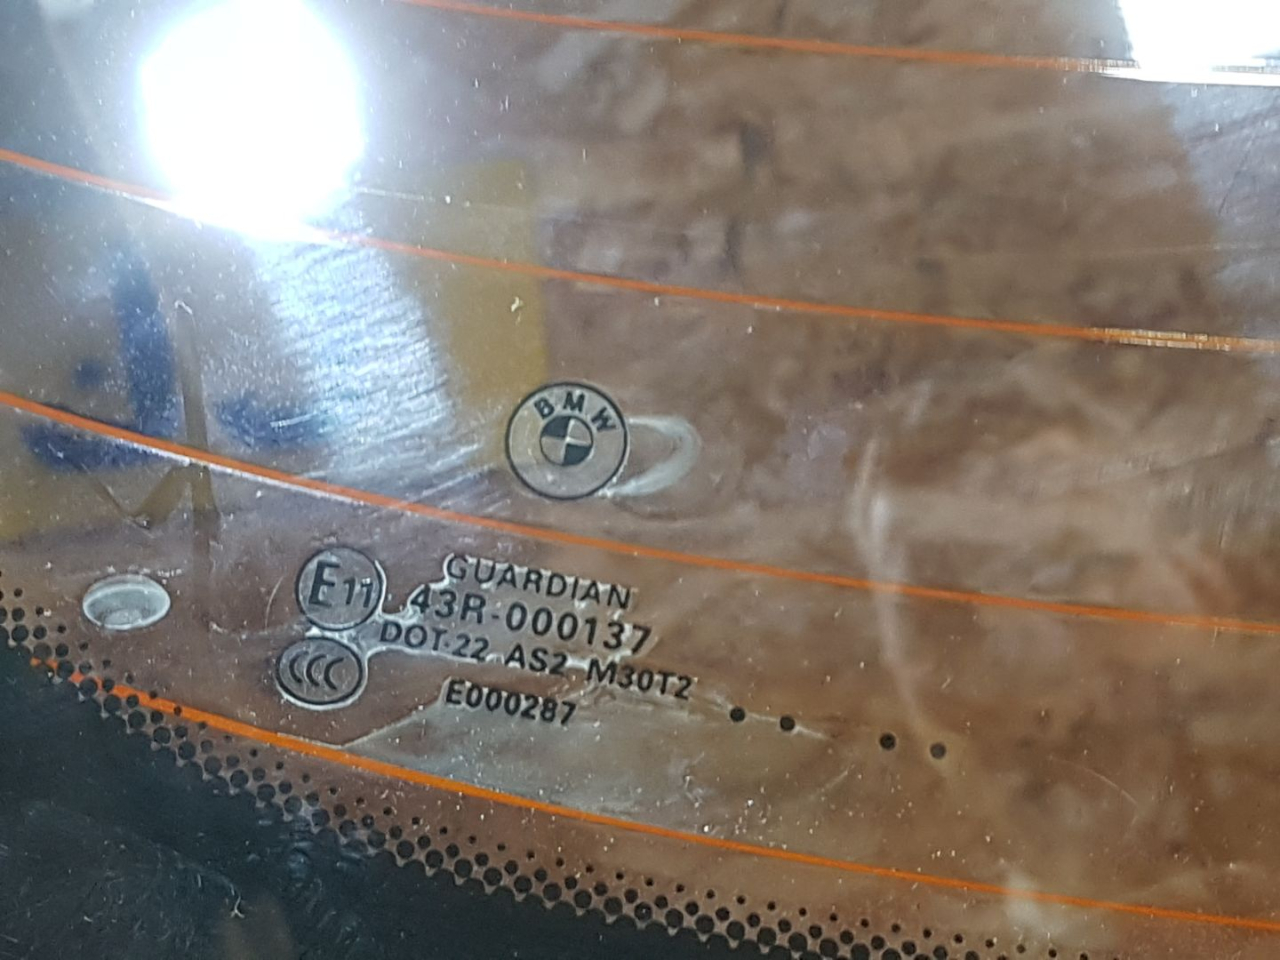 BMW
E11
GUARDIAN
43R-000137
DOT-22 AS2 M30T2
CCC
E000287